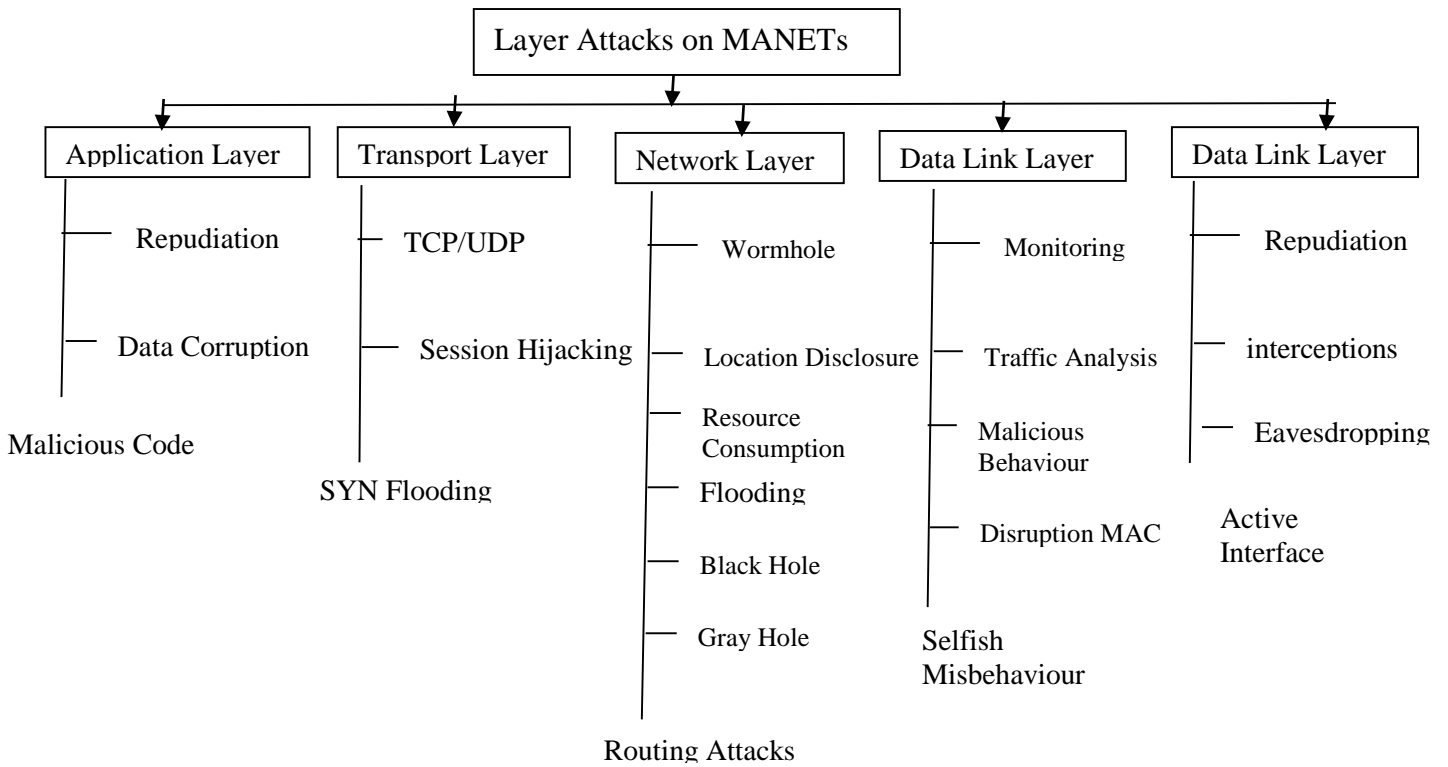 Layer Attacks on MANETs
Application Layer
Repudiation
Data Corruption
Malicious Code
Transport Layer
TCP/UDP
Session Hijacking
SYN Flooding
Network Layer
Wormhole
Location Disclosure
Resource
Consumption
Flooding
Black Hole
Gray Hole
Routing Attacks
Data Link Layer
Monitoring
Traffic Analysis
Malicious
Behaviour
Disruption MAC
Selfish
Misbehaviour
Data Link Layer
Repudiation
interceptions
Eavesdropping
Active
Interface